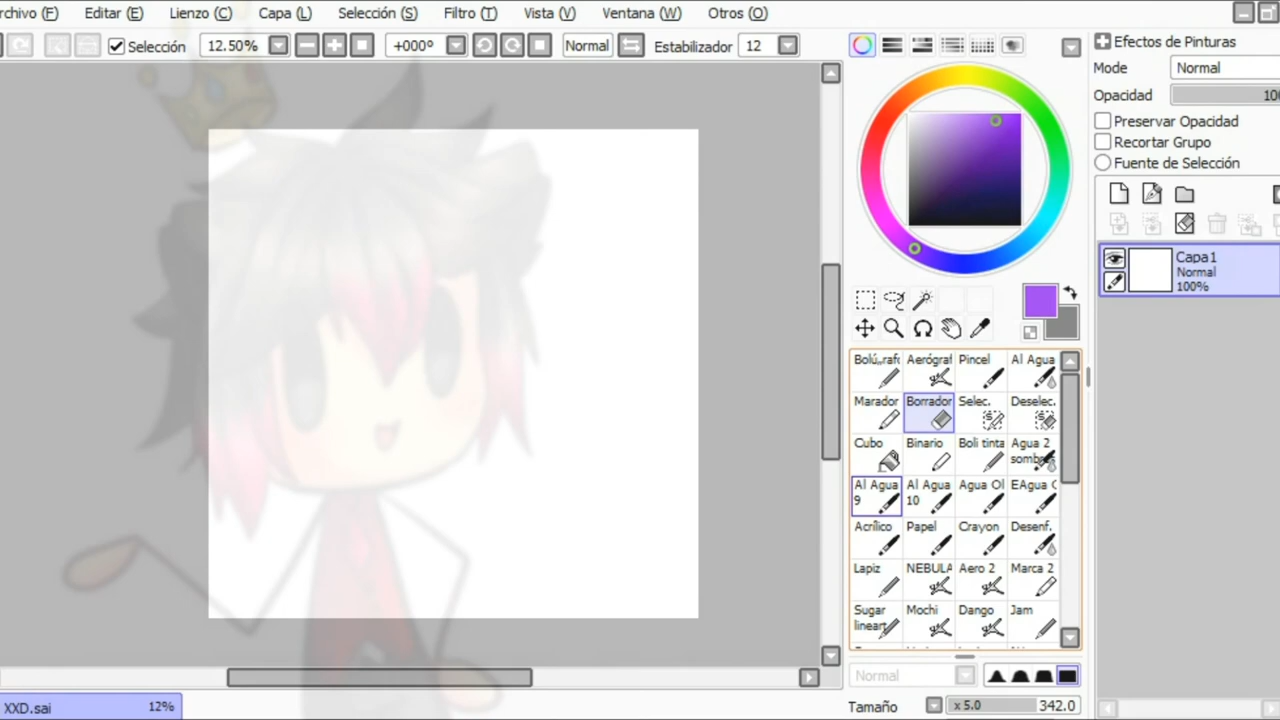 rchivo (F) Editar (E) Lienzo (C) Capa (L) Selección (S) Filtro (T) Vista (V) Ventana (W) Otros (O)
Selección 12.50% +000º Normal Estabilizador 12
Efectos de Pinturas
Mode Normal
Opacidad 100
Preservar Opacidad
Recortar Grupo
Fuente de Selección
Capa1
Normal
100%
Bolú,,rafo Aerógraf Pincel Al Agua
Marador Borrador Selec. Deselec.
Cubo Binario Boli tinta Agua 2 sombre
Al Agua 9 Al Agua 10 Agua Ol EAgua C
Acrílico Papel Crayon Desenf.
Lapiz NEBULA Aero 2 Marca 2
Sugar lineart Mochi Dango Jam
Normal
Tamaño x 5.0 342.0
XXD.sai 12%